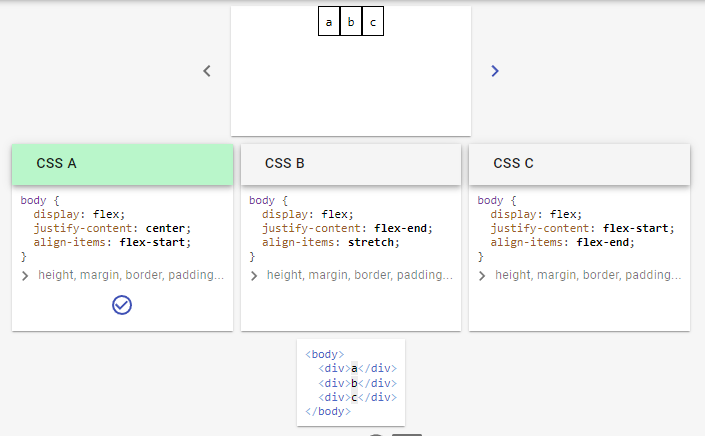 a b c
CSS A
body {
display: flex;
justify-content: center;
align-items: flex-start;
}
height, margin, border, padding...
CSS B
body {
display: flex;
justify-content: flex-end;
align-items: stretch;
}
height, margin, border, padding...
CSS C
body {
display: flex;
justify-content: flex-start;
align-items: flex-end;
}
height, margin, border, padding...
<body>
<div>a</div>
<div>b</div>
<div>c</div>
</body>